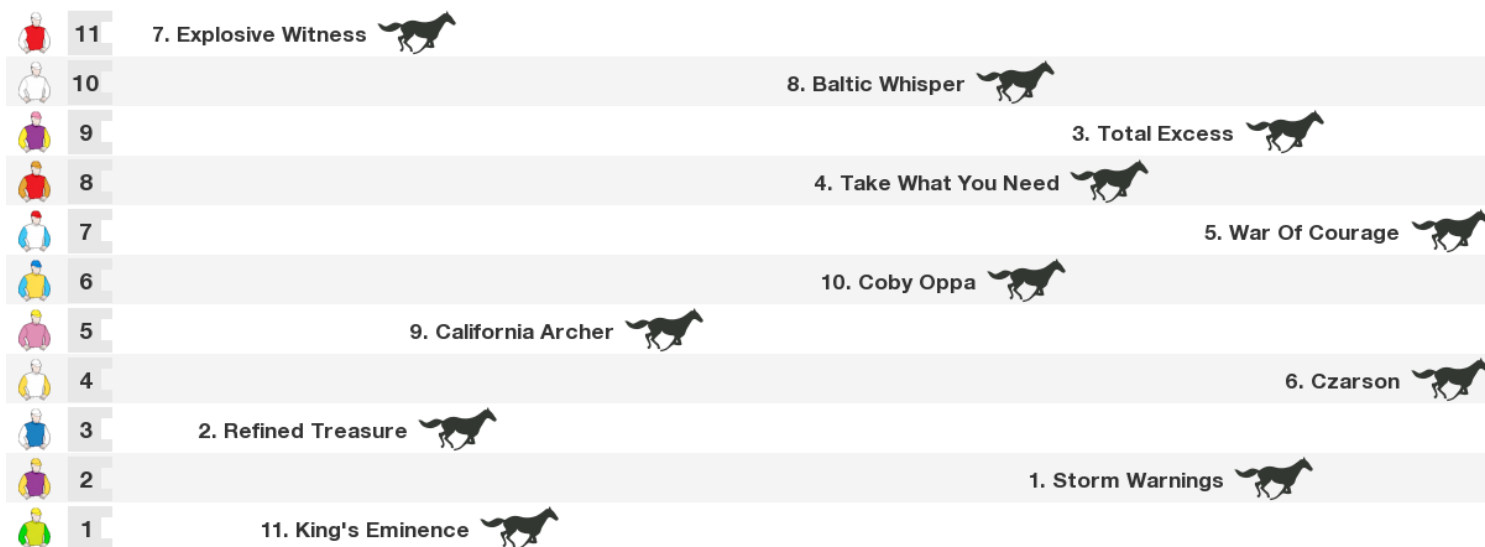 11 7. Explosive Witness
10 8. Baltic Whisper
9 3. Total Excess
8 4. Take What You Need
7 5. War Of Courage
6 10. Coby Oppa
5 9. California Archer
4 6. Czarson
3 2. Refined Treasure
2 1. Storm Warnings
1 11. King's Eminence